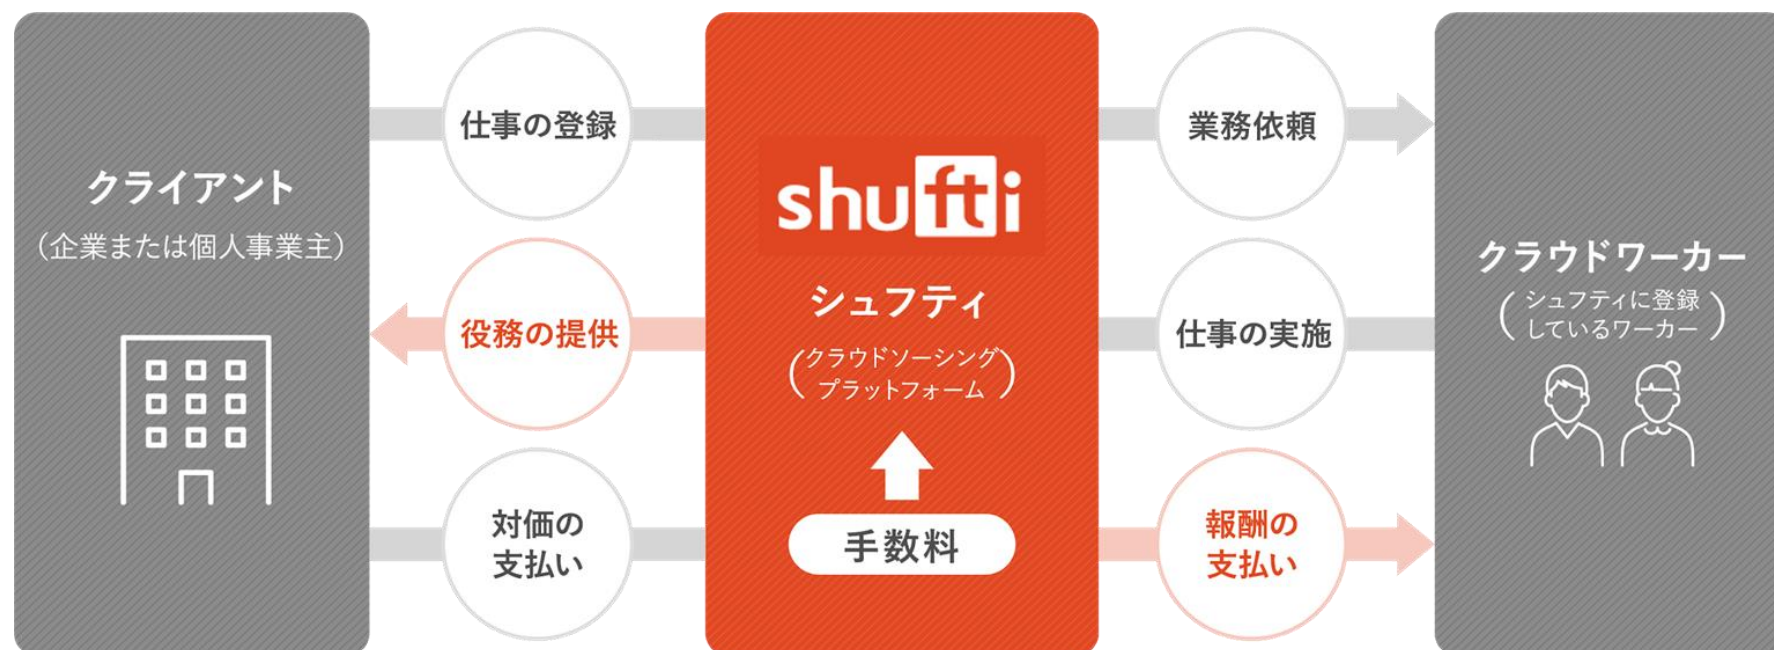 クライアント
（企業または個人事業主）
仕事の登録
役務の提供
対価の
支払い
shufti
シュフティ
（クラウドソーシング
プラットフォーム）
手数料
業務依頼
仕事の実施
報酬の
支払い
クラウドワーカー
（シュフティに登録
しているワーカー）